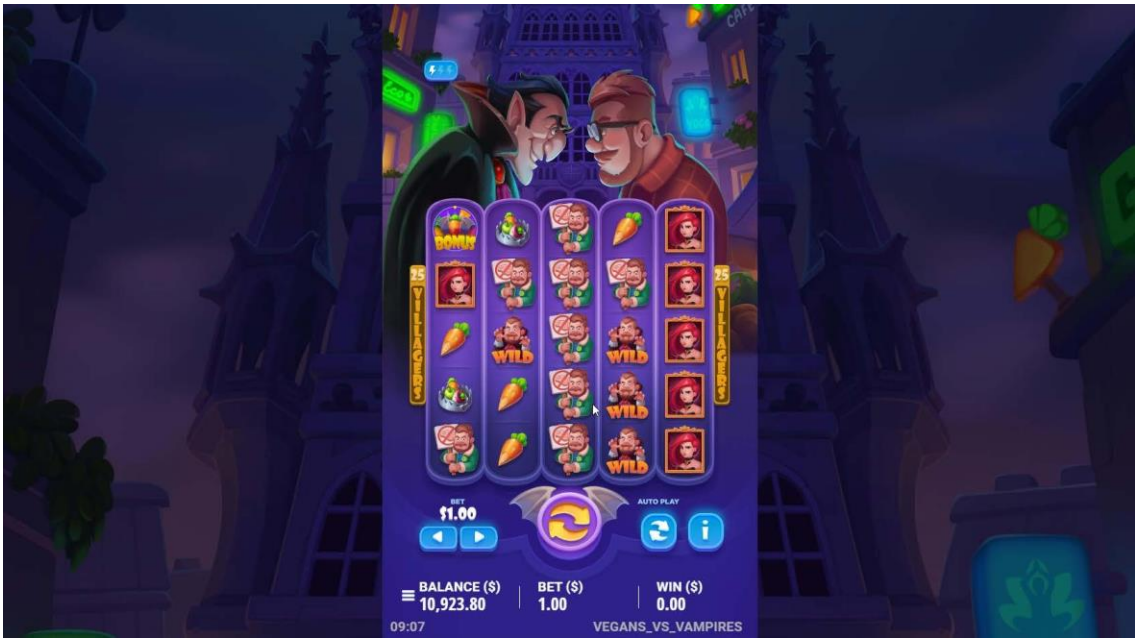 CAFE
BONUS
25 VILLAGERS
25 VILLAGERS
WILD
WILD
WILD
WILD
BET
$1.00
AUTO PLAY
i
BALANCE ($)
10,923.80
BET ($)
1.00
WIN ($)
0.00
09:07
VEGANS_VS_VAMPIRES